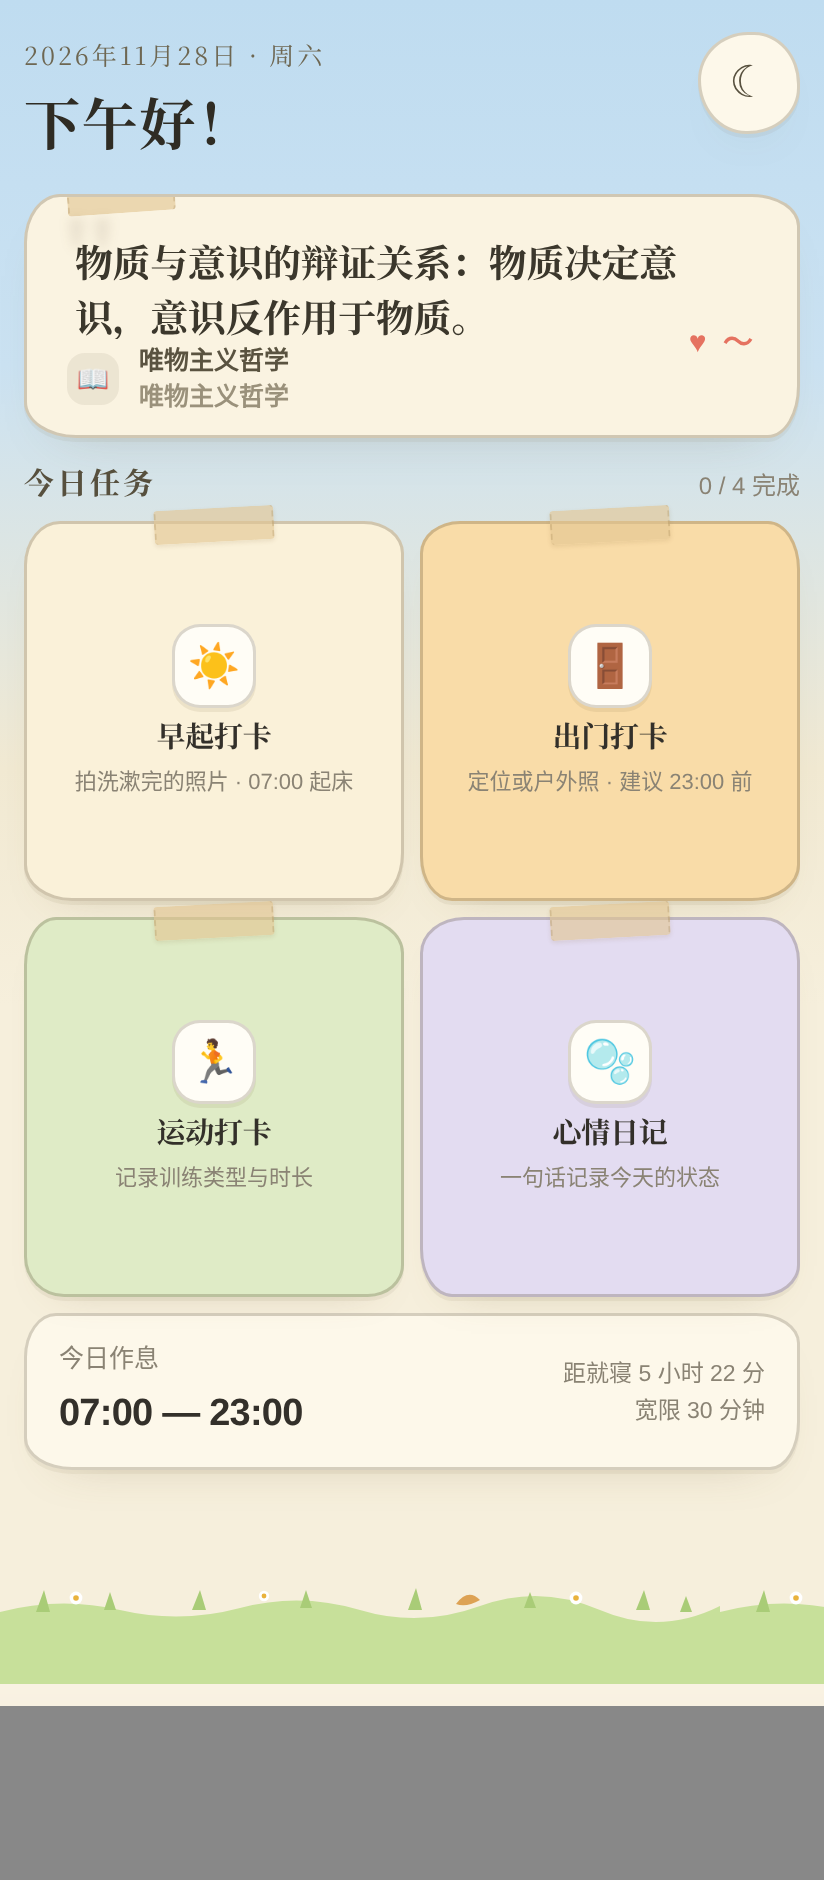 2026年11月28日 · 周六
下午好！
物质与意识的辩证关系：物质决定意
识，意识反作用于物质。
唯物主义哲学
唯物主义哲学
今日任务
0 / 4 完成
早起打卡
拍洗漱完的照片 · 07:00 起床
出门打卡
定位或户外照 · 建议 23:00 前
运动打卡
记录训练类型与时长
心情日记
一句话记录今天的状态
今日作息
07:00 — 23:00
距就寝 5 小时 22 分
宽限 30 分钟